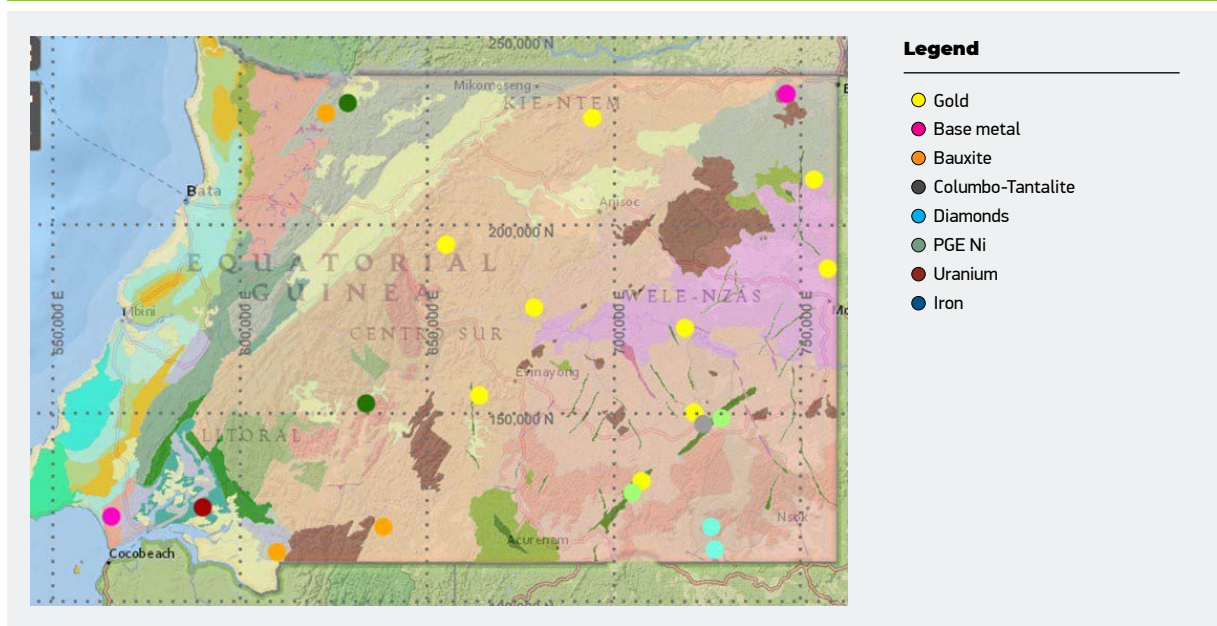 250,000 N
Mikomeseng
KIE-NTEM
Bata
Anisoc
200,000 N
EQUATORIAL
GUINEA
WELE-NZÁS
Mbini
550,000 E
600,000 E
650,000 E
700,000 E
750,000 E
CENTRO SUR
Evinayong
150,000 N
LITORAL
Nsok
Acurenam
Cocobeach
Legend
Gold
Base metal
Bauxite
Columbo-Tantalite
Diamonds
PGE Ni
Uranium
Iron